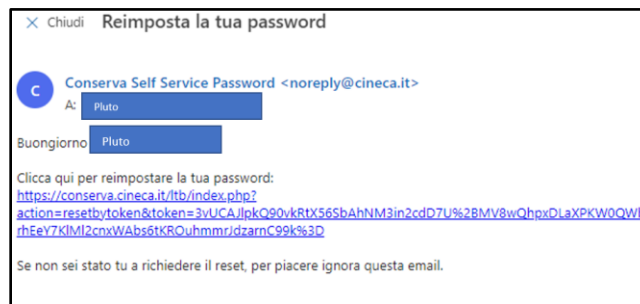 × Chiudi Reimposta la tua password
C
Conserva Self Service Password <noreply@cineca.it>
A: Pluto
Buongiorno Pluto
Clicca qui per reimpostare la tua password:
https://conserva.cineca.it/ltb/index.php?
action=resetbytoken&token=3vUCAJlpkQ90vkRtX56SbAhNM3in2cdD7U%2BMV8wQhpxDLaXPKW0QWl
rhEeY7KlMl2cnxWAbs6tKROuhmmrJdzarnC99k%3D
Se non sei stato tu a richiedere il reset, per piacere ignora questa email.